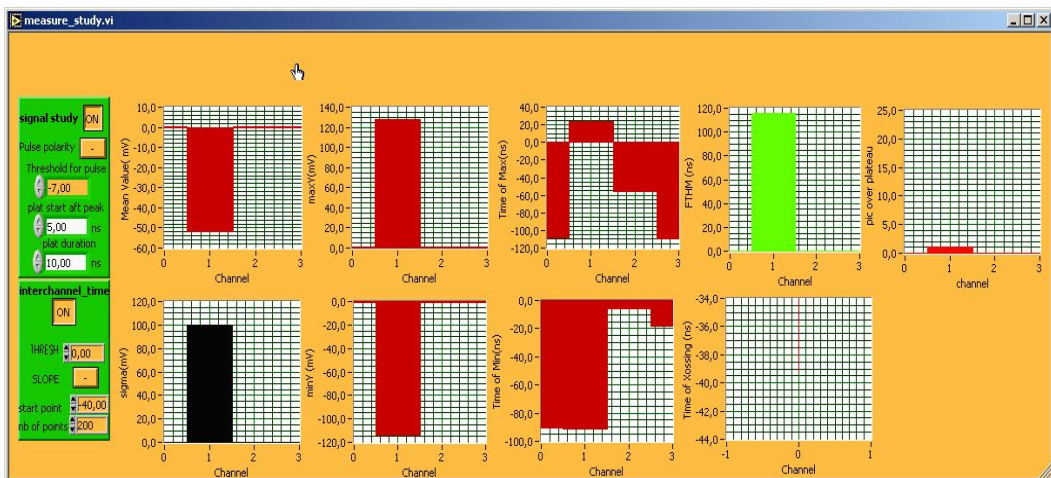 measure_study.vi
signal study ON
Pulse polarity -
Threshold for pulse
-7,00
plat start aft peak
5,00 ns
plat duration
10,00 ns
interchannel_time
ON
THRESH 0,00
SLOPE -
start point -40,00
nb of points 200
Mean Value( mV)
10,0
0,0
-10,0
-20,0
-30,0
-40,0
-50,0
-60,0
0 1 2 3
Channel
maxY(mV)
140,0
120,0
100,0
80,0
60,0
40,0
20,0
0,0
0 1 2 3
Channel
Time of Max(ns)
40,0
20,0
0,0
-20,0
-40,0
-60,0
-80,0
-100,0
-120,0
0 1 2 3
Channel
FTHM (ns)
120,0
100,0
80,0
60,0
40,0
20,0
0,0
0 1 2 3
Channel
pic over plateau
25,0
20,0
15,0
10,0
5,0
0,0
0 1 2 3
channel
sigma(mV)
120,0
100,0
80,0
60,0
40,0
20,0
0,0
0 1 2 3
Channel
minY (mV)
0,0
-20,0
-40,0
-60,0
-80,0
-100,0
-120,0
0 1 2 3
Channel
Time of Min(ns)
0,0
-20,0
-40,0
-60,0
-80,0
-100,0
0 1 2 3
Channel
Time of Xossing (ns)
-34,0
-36,0
-38,0
-40,0
-42,0
-44,0
-1 0 1
Channel